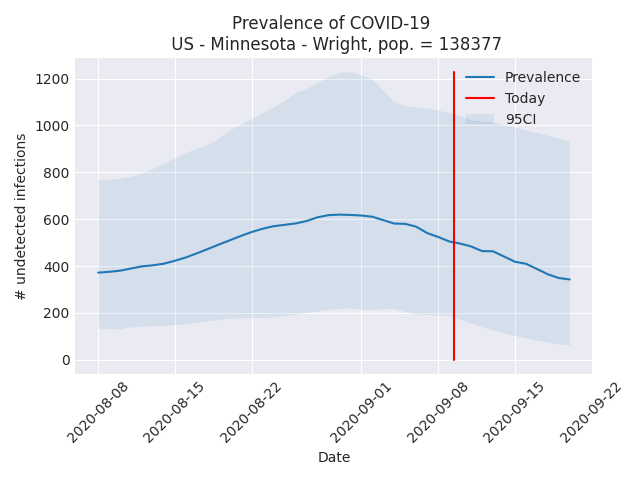 Prevalence of COVID-19
US - Minnesota - Wright, pop. = 138377
Prevalence
Today
95CI
# undetected infections
1200
1000
800
600
400
200
0
2020-08-08
2020-08-15
2020-08-22
2020-09-01
2020-09-08
2020-09-15
2020-09-22
Date